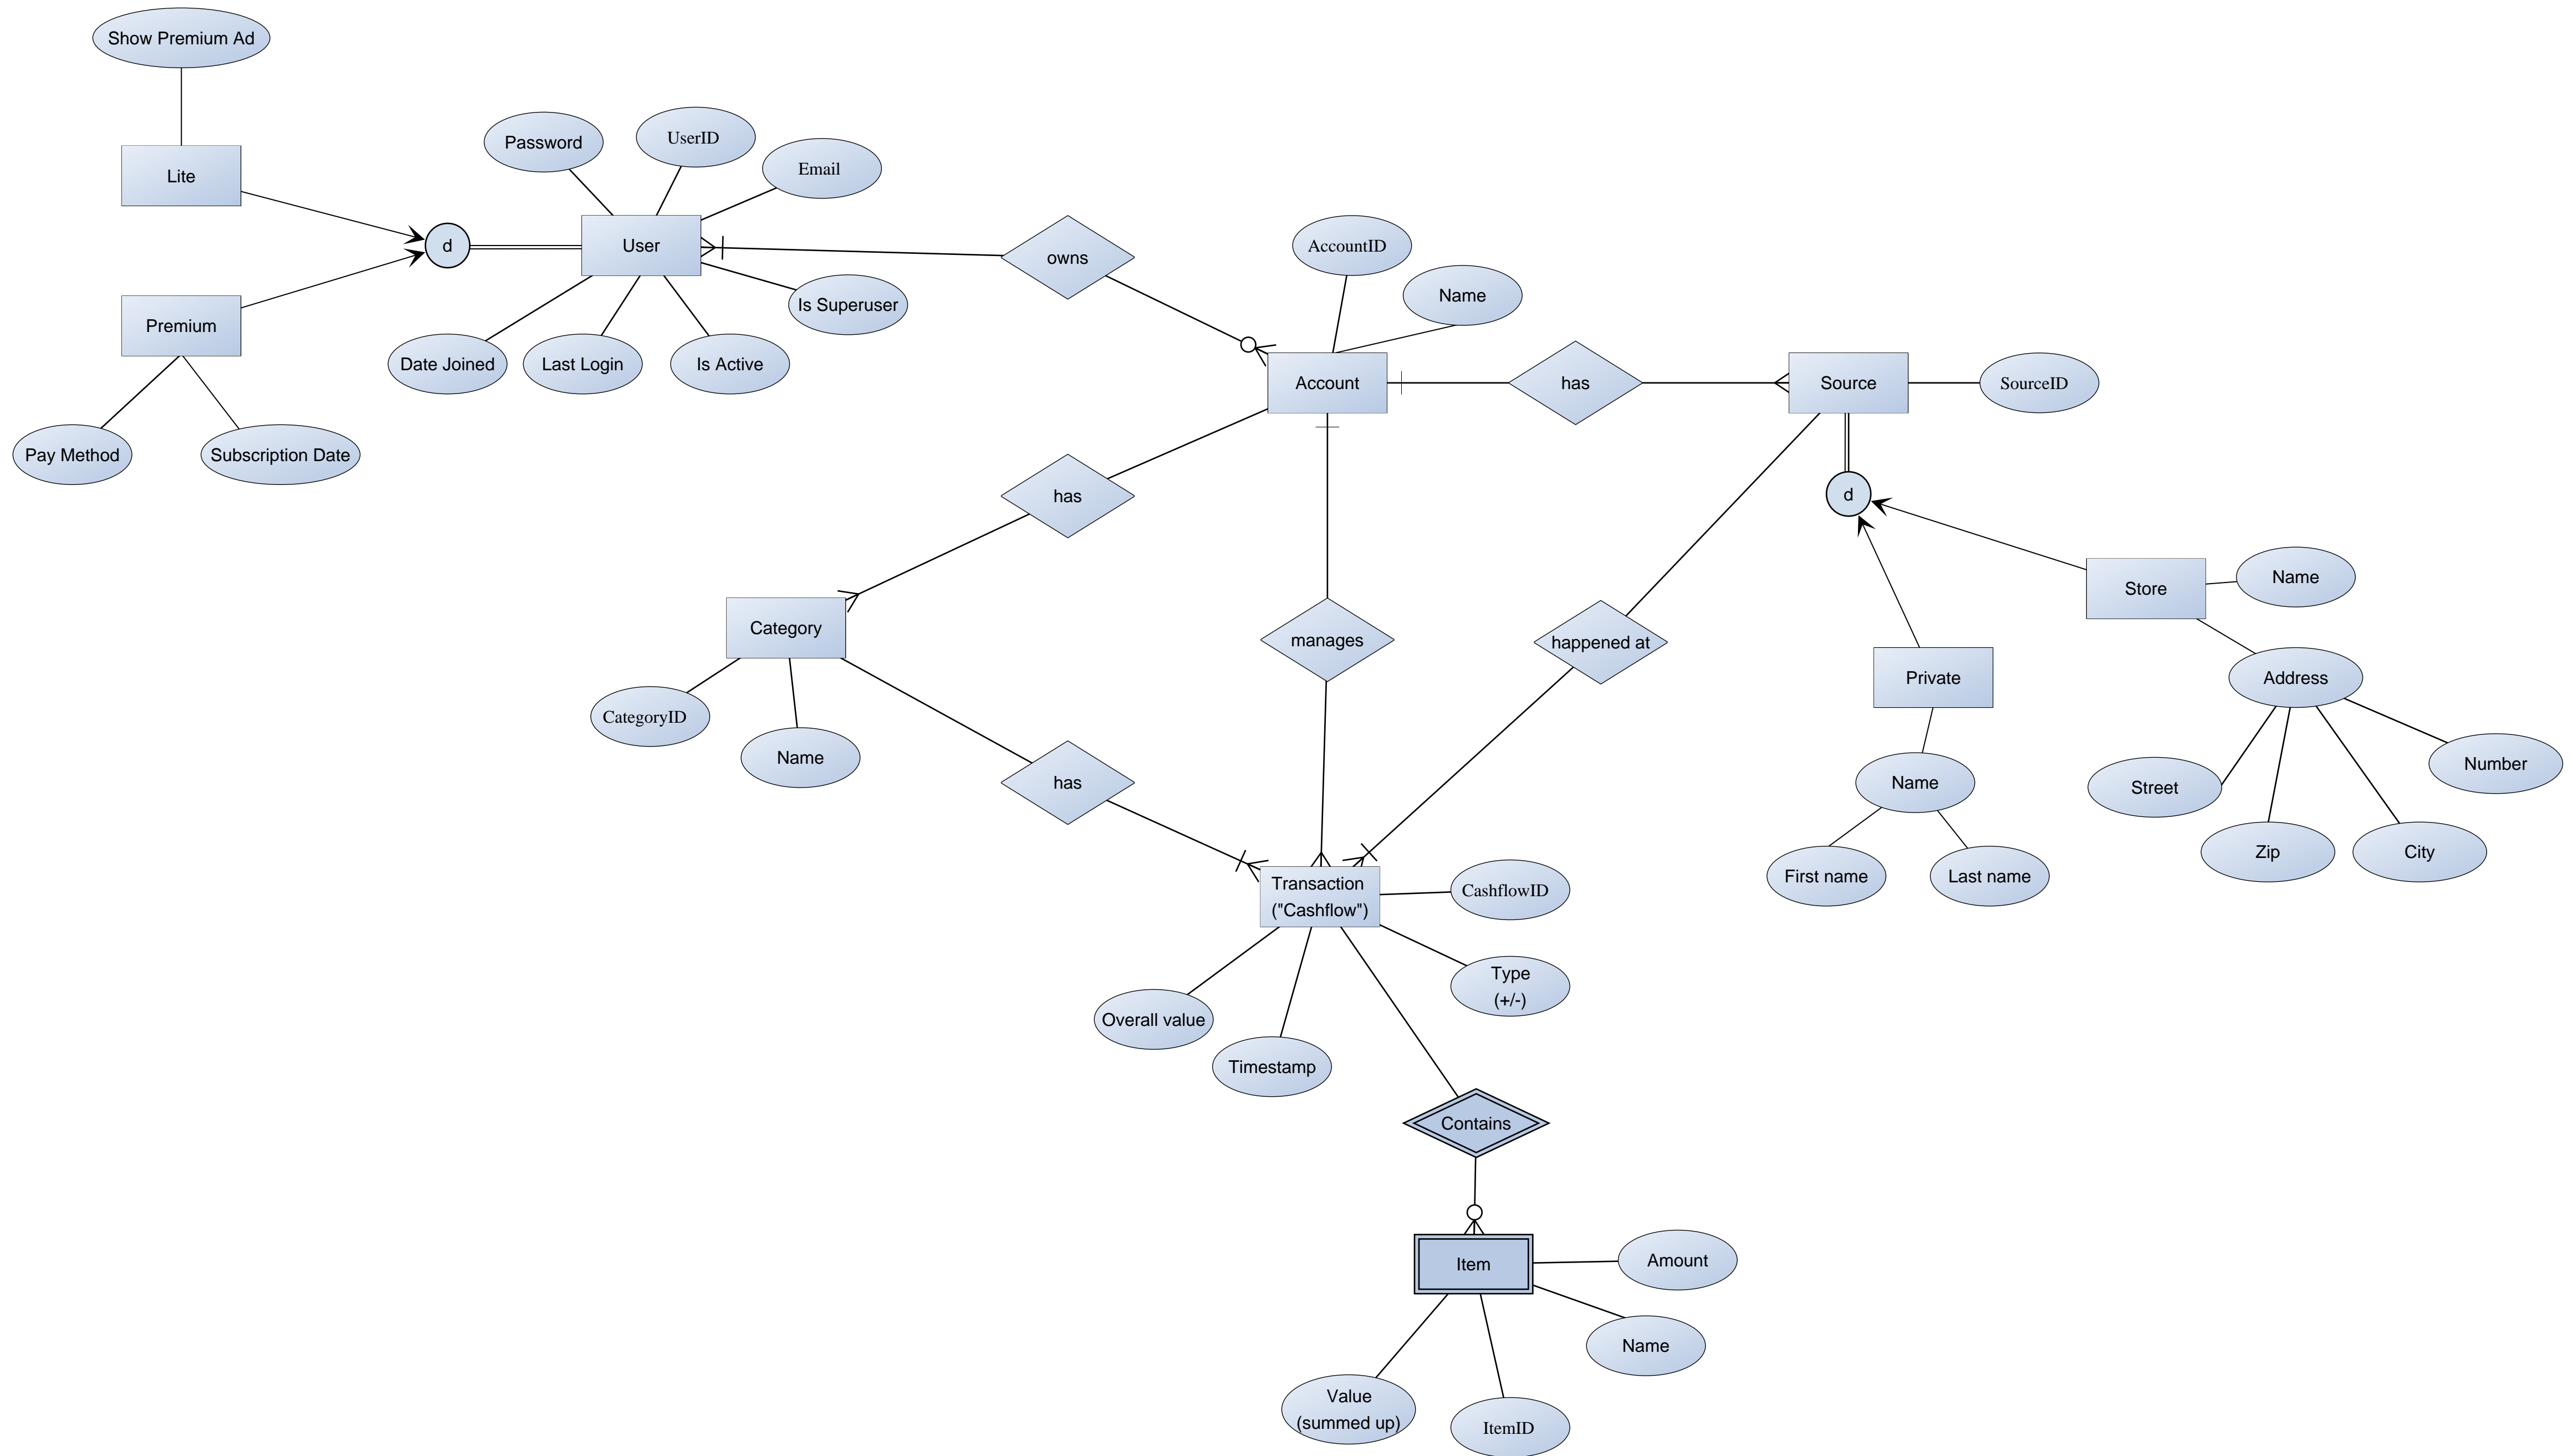 Show Premium Ad
Lite
Password
UserID
Email
d
User
owns
Is Superuser
Premium
Date Joined
Last Login
Is Active
Pay Method
Subscription Date
AccountID
Name
Account
has
Source
SourceID
has
d
Category
manages
happened at
Store
Name
Private
Address
CategoryID
Name
has
Name
Street
Number
Zip
City
First name
Last name
Transaction
("Cashflow")
CashflowID
Type
(+/-)
Overall value
Timestamp
Contains
Item
Amount
Name
Value
(summed up)
ItemID